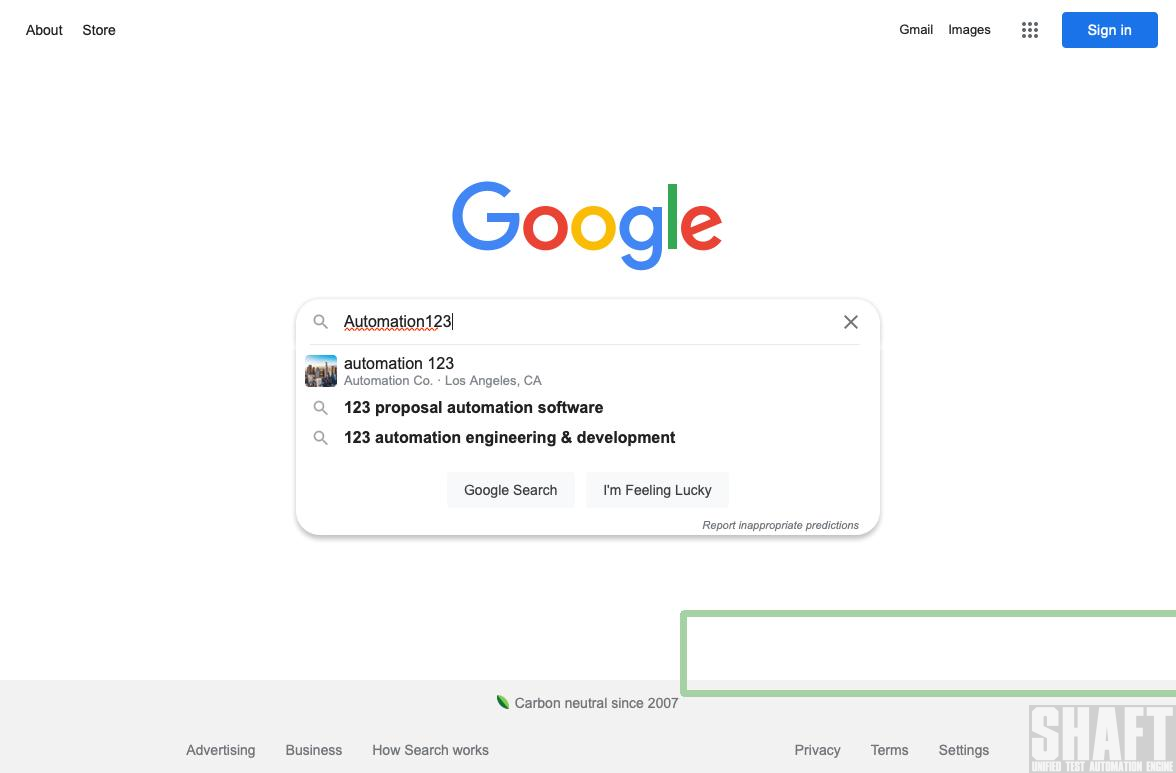 About Store
Gmail Images Sign in
Google
Automation123
automation 123
Automation Co. · Los Angeles, CA
123 proposal automation software
123 automation engineering & development
Google Search I'm Feeling Lucky
Report inappropriate predictions
Carbon neutral since 2007
Advertising Business How Search works
Privacy Terms Settings
SHAFT
UNIFIED TEST AUTOMATION ENGINE